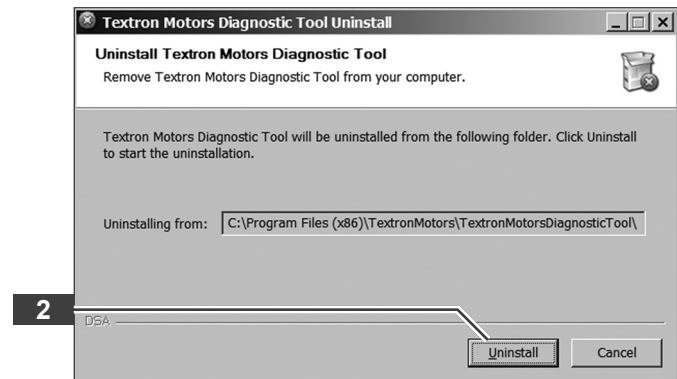 Textron Motors Diagnostic Tool Uninstall
Uninstall Textron Motors Diagnostic Tool
Remove Textron Motors Diagnostic Tool from your computer.
Textron Motors Diagnostic Tool will be uninstalled from the following folder. Click Uninstall
to start the uninstallation.
Uninstalling from: C:\Program Files (x86)\TextronMotors\TextronMotorsDiagnosticTool\
2
DSA
Uninstall Cancel